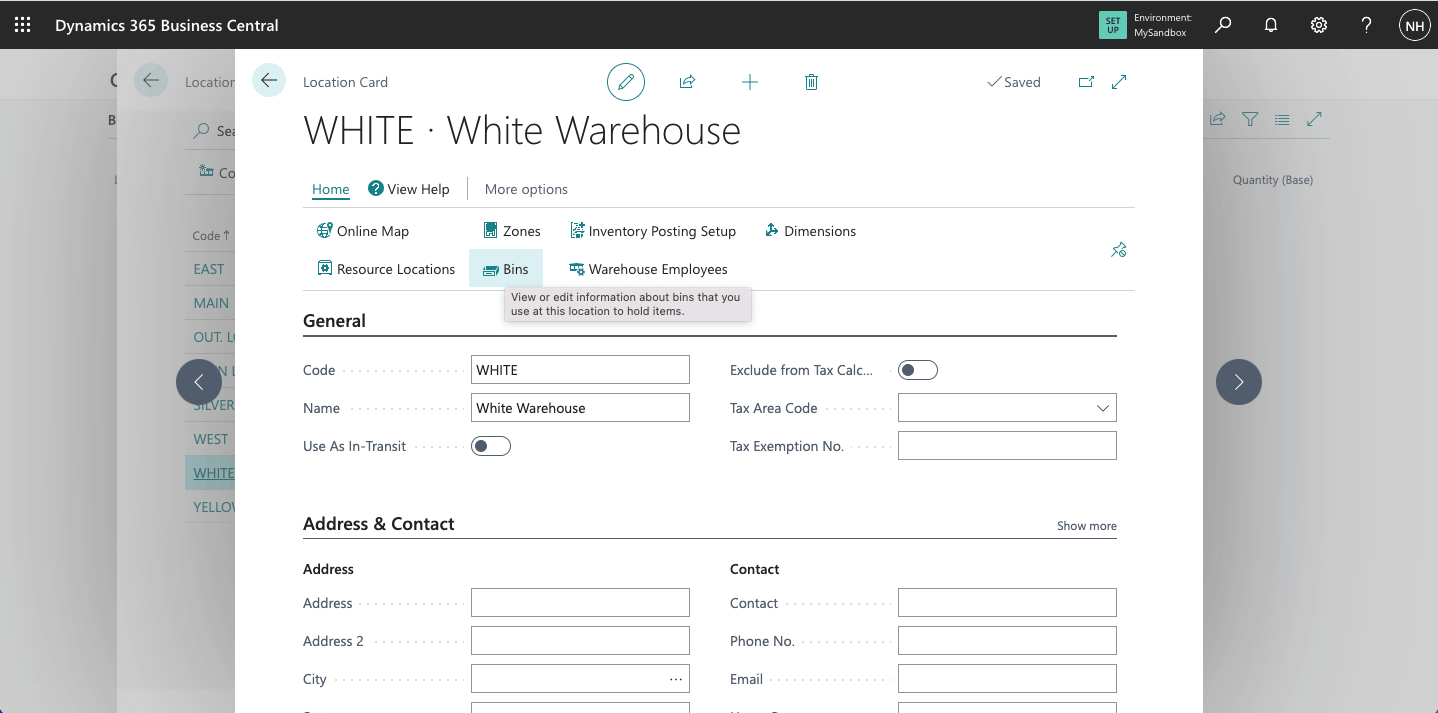 Dynamics 365 Business Central
SET UP
Environment:
MySandbox
NH
Location Card
Saved
WHITE · White Warehouse
Home
View Help
More options
Online Map
Zones
Inventory Posting Setup
Dimensions
Resource Locations
Bins
Warehouse Employees
View or edit information about bins that you
use at this location to hold items.
General
Code
WHITE
Exclude from Tax Calc...
Name
White Warehouse
Tax Area Code
Use As In-Transit
Tax Exemption No.
Address & Contact
Show more
Address
Contact
Address
Contact
Address 2
Phone No.
City
...
Email
Code ↑
EAST
MAIN
OUT.
SILVER
WEST
WHITE
Quantity (Base)